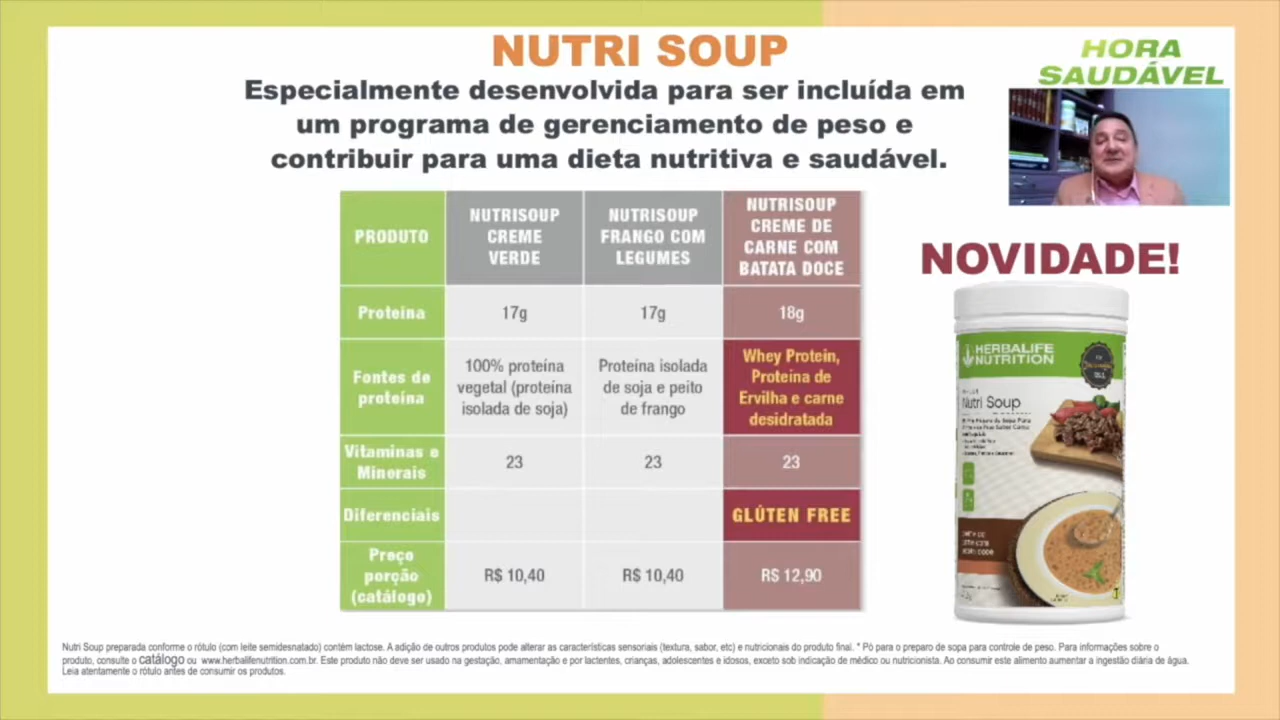 NUTRI SOUP
Especialmente desenvolvida para ser incluída em
um programa de gerenciamento de peso e
contribuir para uma dieta nutritiva e saudável.
HORA
SAUDÁVEL
PRODUTO
NUTRISOUP
CREME
VERDE
NUTRISOUP
FRANGO COM
LEGUMES
NUTRISOUP
CREME DE
CARNE COM
BATATA DOCE
Proteína
17g
17g
18g
Fontes de
proteína
100% proteína
vegetal (proteína
isolada de soja)
Proteína isolada
de soja e peito
de frango
Whey Protein,
Proteína de
Ervilha e carne
desidratada
Vitaminas e
Minerais
23
23
23
Diferenciais
GLÚTEN FREE
Preço
porção
(catálogo)
R$ 10,40
R$ 10,40
R$ 12,90
NOVIDADE!
HERBALIFE
NUTRITION
Nutri Soup
Nutri Soup preparada conforme o rótulo (com leite semidesnatado) contém lactose. A adição de outros produtos pode alterar as características sensoriais (textura, sabor, etc) e nutricionais do produto final. * Pó para o preparo de sopa para controle de peso. Para informações sobre o
produto, consulte o catálogo ou www.herbalifenutrition.com.br. Este produto não deve ser usado na gestação, amamentação e por lactentes, crianças, adolescentes e idosos, exceto sob indicação de médico ou nutricionista. Ao consumir este alimento aumentar a ingestão diária de água.
Leia atentamente o rótulo antes de consumir os produtos.